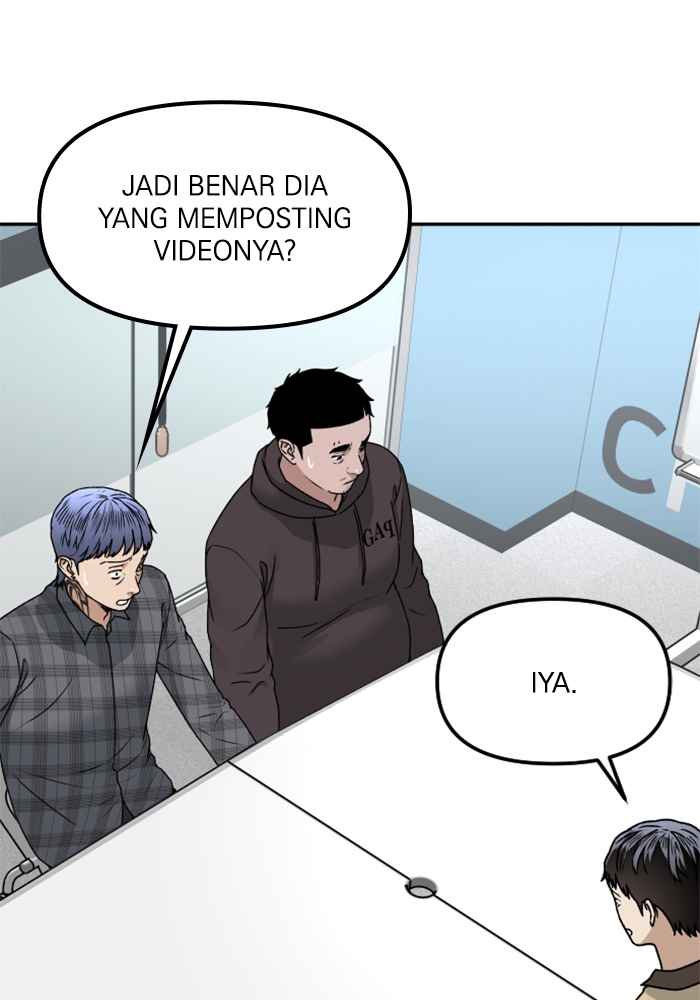 JADI BENAR DIA
YANG MEMPOSTING
VIDEONYA?
GAP
C
IYA.